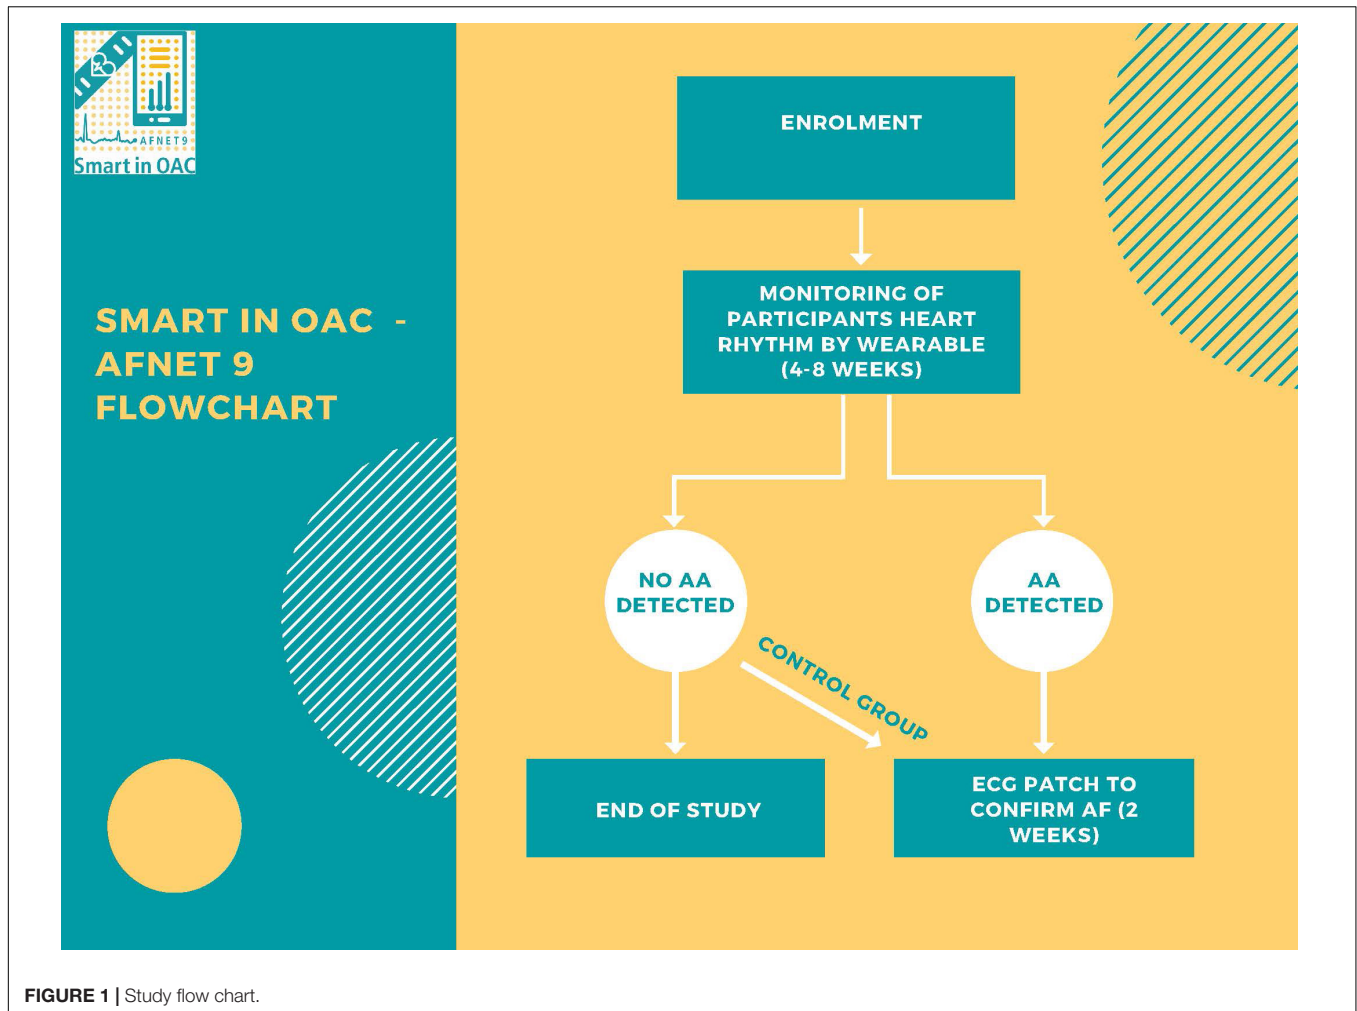 AFNET9
Smart in OAC
SMART IN OAC -
AFNET 9
FLOWCHART
ENROLMENT
MONITORING OF
PARTICIPANTS HEART
RHYTHM BY WEARABLE
(4-8 WEEKS)
NO AA
DETECTED
AA
DETECTED
CONTROL GROUP
END OF STUDY
ECG PATCH TO
CONFIRM AF (2
WEEKS)
FIGURE 1 | Study flow chart.